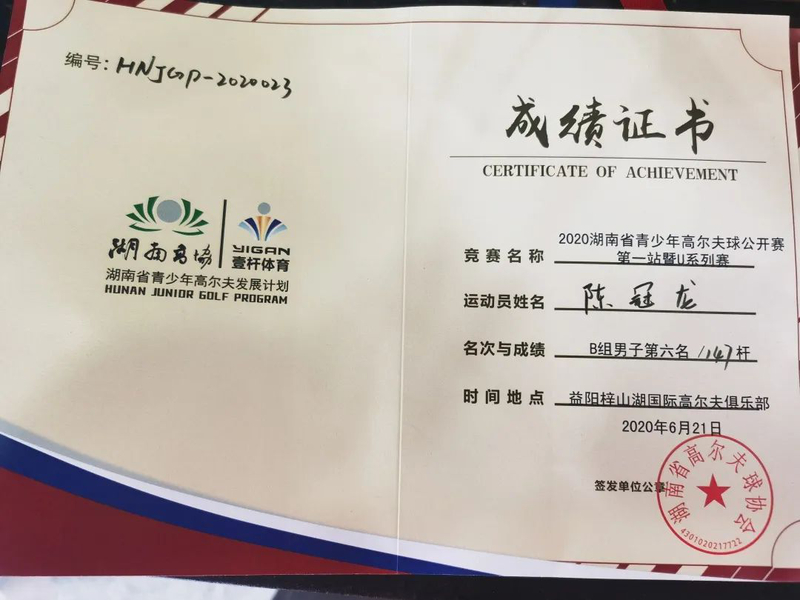 编号：HNJGP-2020023
湖南高协
YIGAN
壹杆体育
湖南省青少年高尔夫发展计划
HUNAN JUNIOR GOLF PROGRAM
成绩证书
CERTIFICATE OF ACHIEVEMENT
竞赛名称 2020湖南省青少年高尔夫球公开赛
第一站暨U系列赛
运动员姓名 陈冠龙
名次与成绩 B组男子第六名/147杆
时间地点 益阳梓山湖国际高尔夫俱乐部
2020年6月21日
签发单位公章
湖南省高尔夫球协会
4301020217722